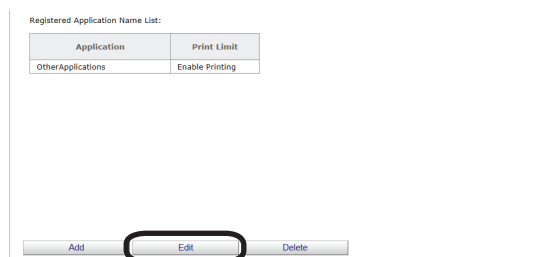 Registered Application Name List:
Application Print Limit
OtherApplications Enable Printing
Add Edit Delete